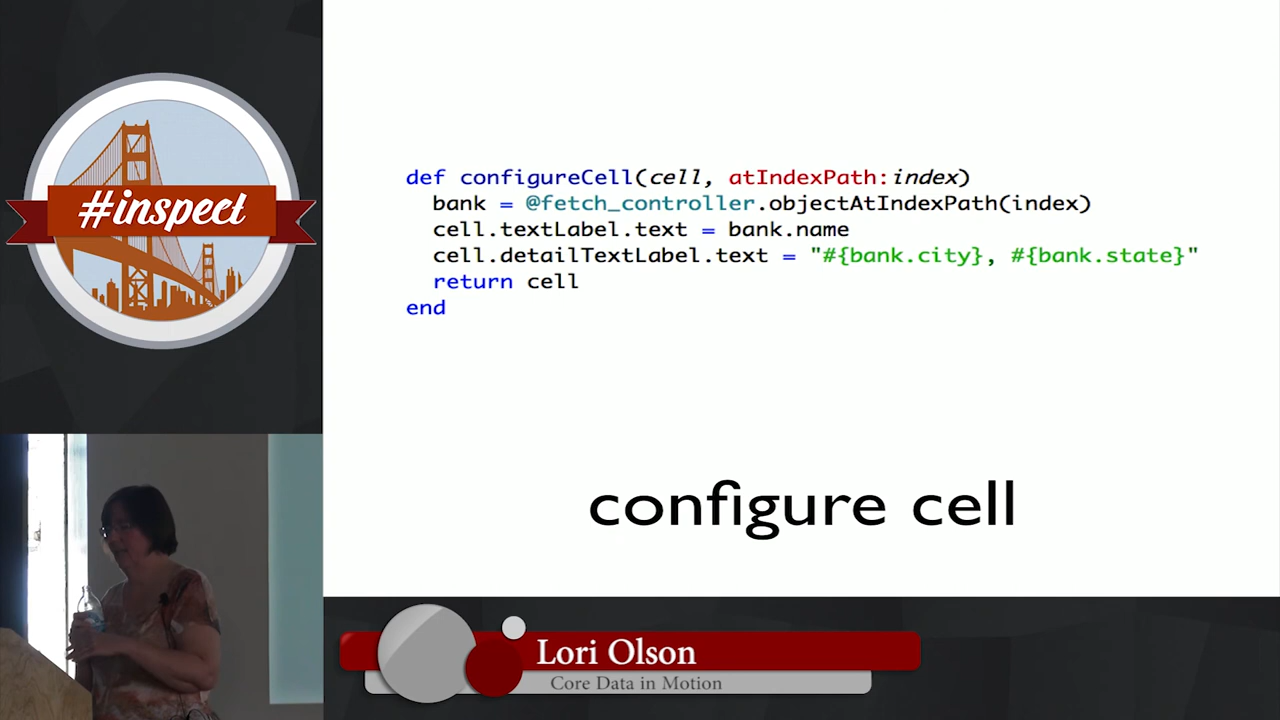 #inspect
def configureCell(cell, atIndexPath:index)
bank = @fetch_controller.objectAtIndexPath(index)
cell.textLabel.text = bank.name
cell.detailTextLabel.text = "#{bank.city}, #{bank.state}"
return cell
end
configure cell
Lori Olson
Core Data in Motion